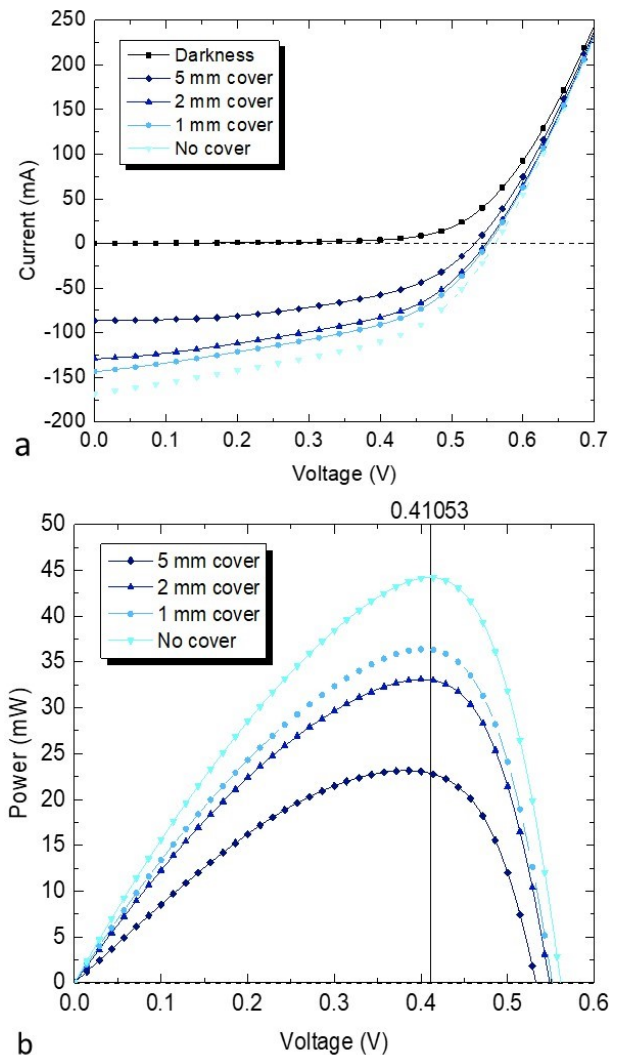 250
200
150
100
50
0
-50
-100
-150
-200
Current (mA)
Darkness
5 mm cover
2 mm cover
1 mm cover
No cover
0.0 0.1 0.2 0.3 0.4 0.5 0.6 0.7
Voltage (V)
a
0.41053
50
45
40
35
30
25
20
15
10
5
0
Power (mW)
5 mm cover
2 mm cover
1 mm cover
No cover
0.0 0.1 0.2 0.3 0.4 0.5 0.6
Voltage (V)
b